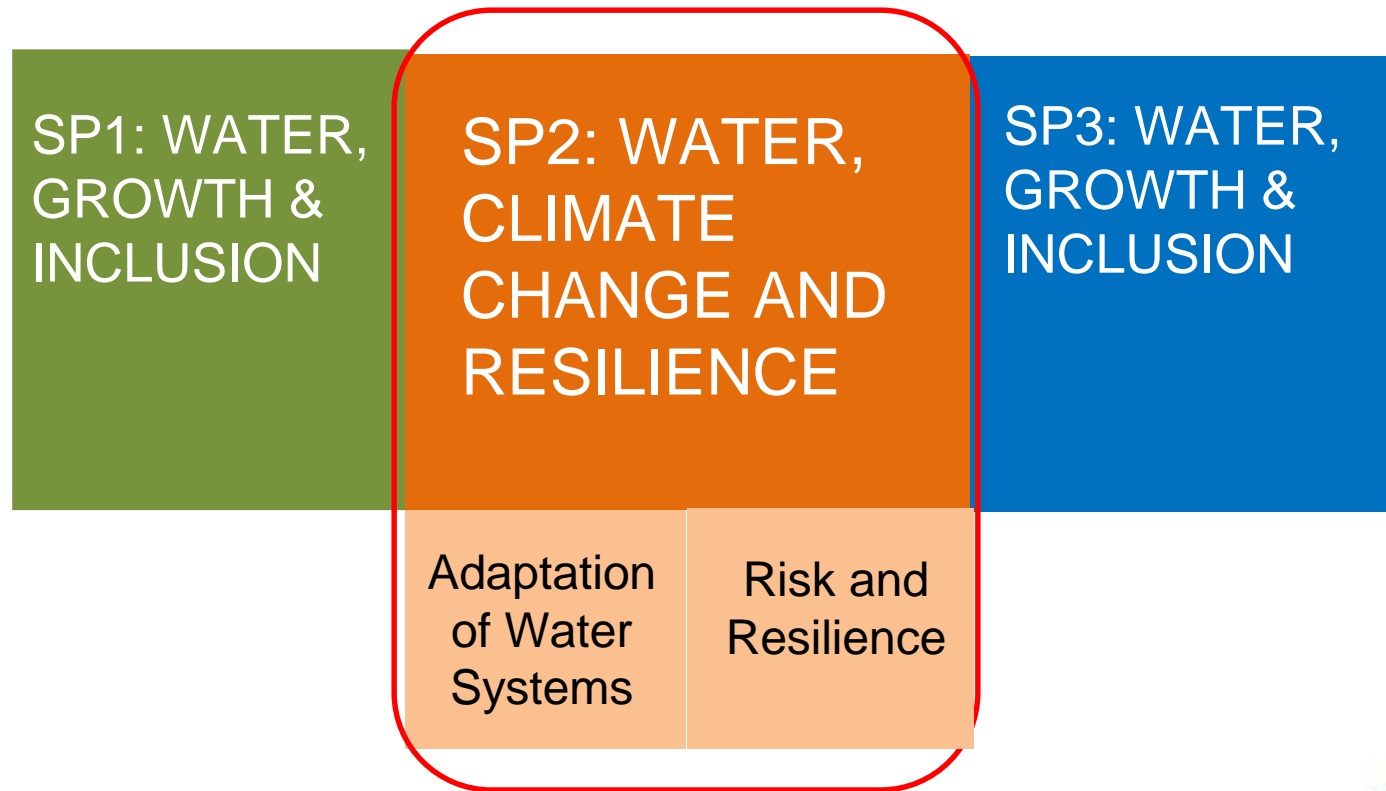 SP1: WATER,
GROWTH &
INCLUSION
SP2: WATER,
CLIMATE
CHANGE AND
RESILIENCE
SP3: WATER,
GROWTH &
INCLUSION
Adaptation
of Water
Systems
Risk and
Resilience